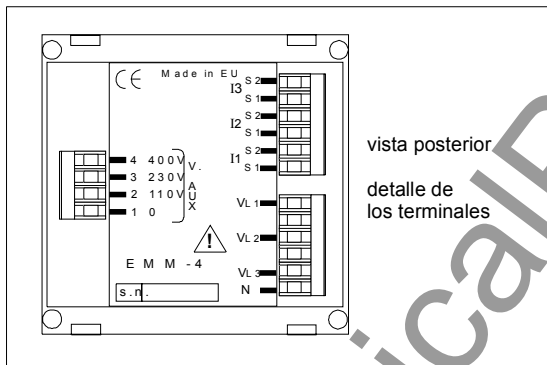 CE Made in EU
I3 S2
S1
I2 S2
S1
I1 S2
S1
4 400V
3 230V
2 110V
1 0
V. AUX
VL1
VL2
VL3
N
EMM-4
s.n.
vista posterior
detalle de
los terminales